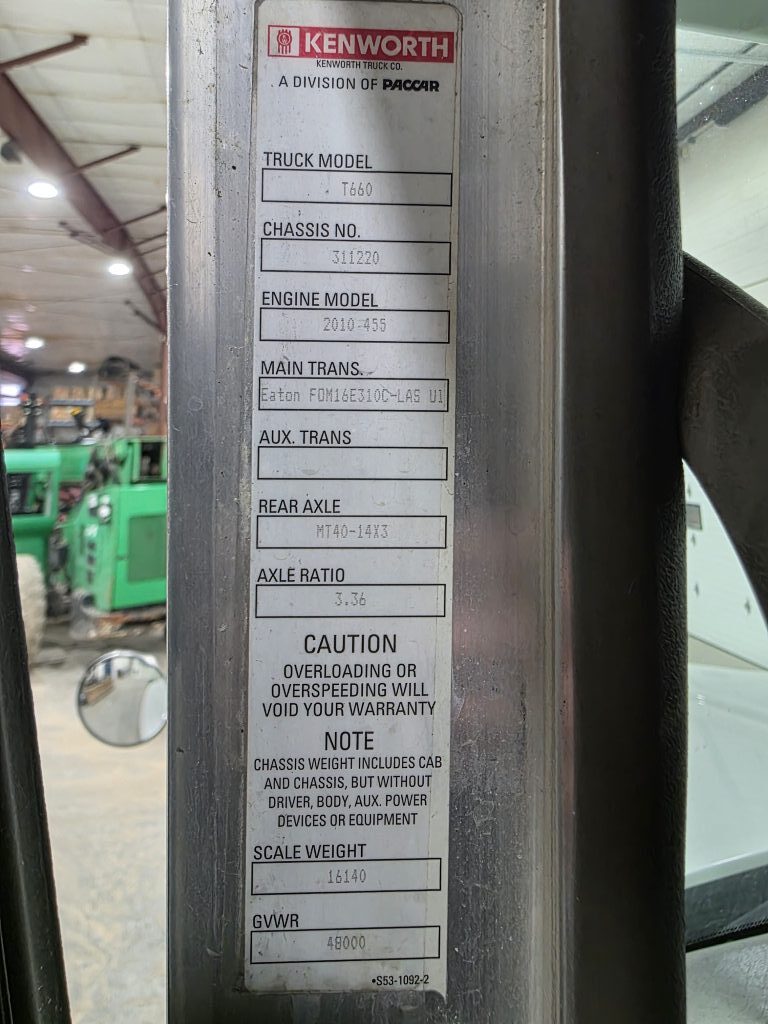 KENWORTH
KENWORTH TRUCK CO.
A DIVISION OF PACCAR
TRUCK MODEL
T660
CHASSIS NO.
311220
ENGINE MODEL
2010-455
MAIN TRANS.
Eaton FOM16E310C-LAS U1
AUX. TRANS
REAR AXLE
MT40-14X3
AXLE RATIO
3.36
CAUTION
OVERLOADING OR
OVERSPEEDING WILL
VOID YOUR WARRANTY
NOTE
CHASSIS WEIGHT INCLUDES CAB
AND CHASSIS, BUT WITHOUT
DRIVER, BODY, AUX. POWER
DEVICES OR EQUIPMENT
SCALE WEIGHT
16140
GVWR
48000
•S53-1092-2